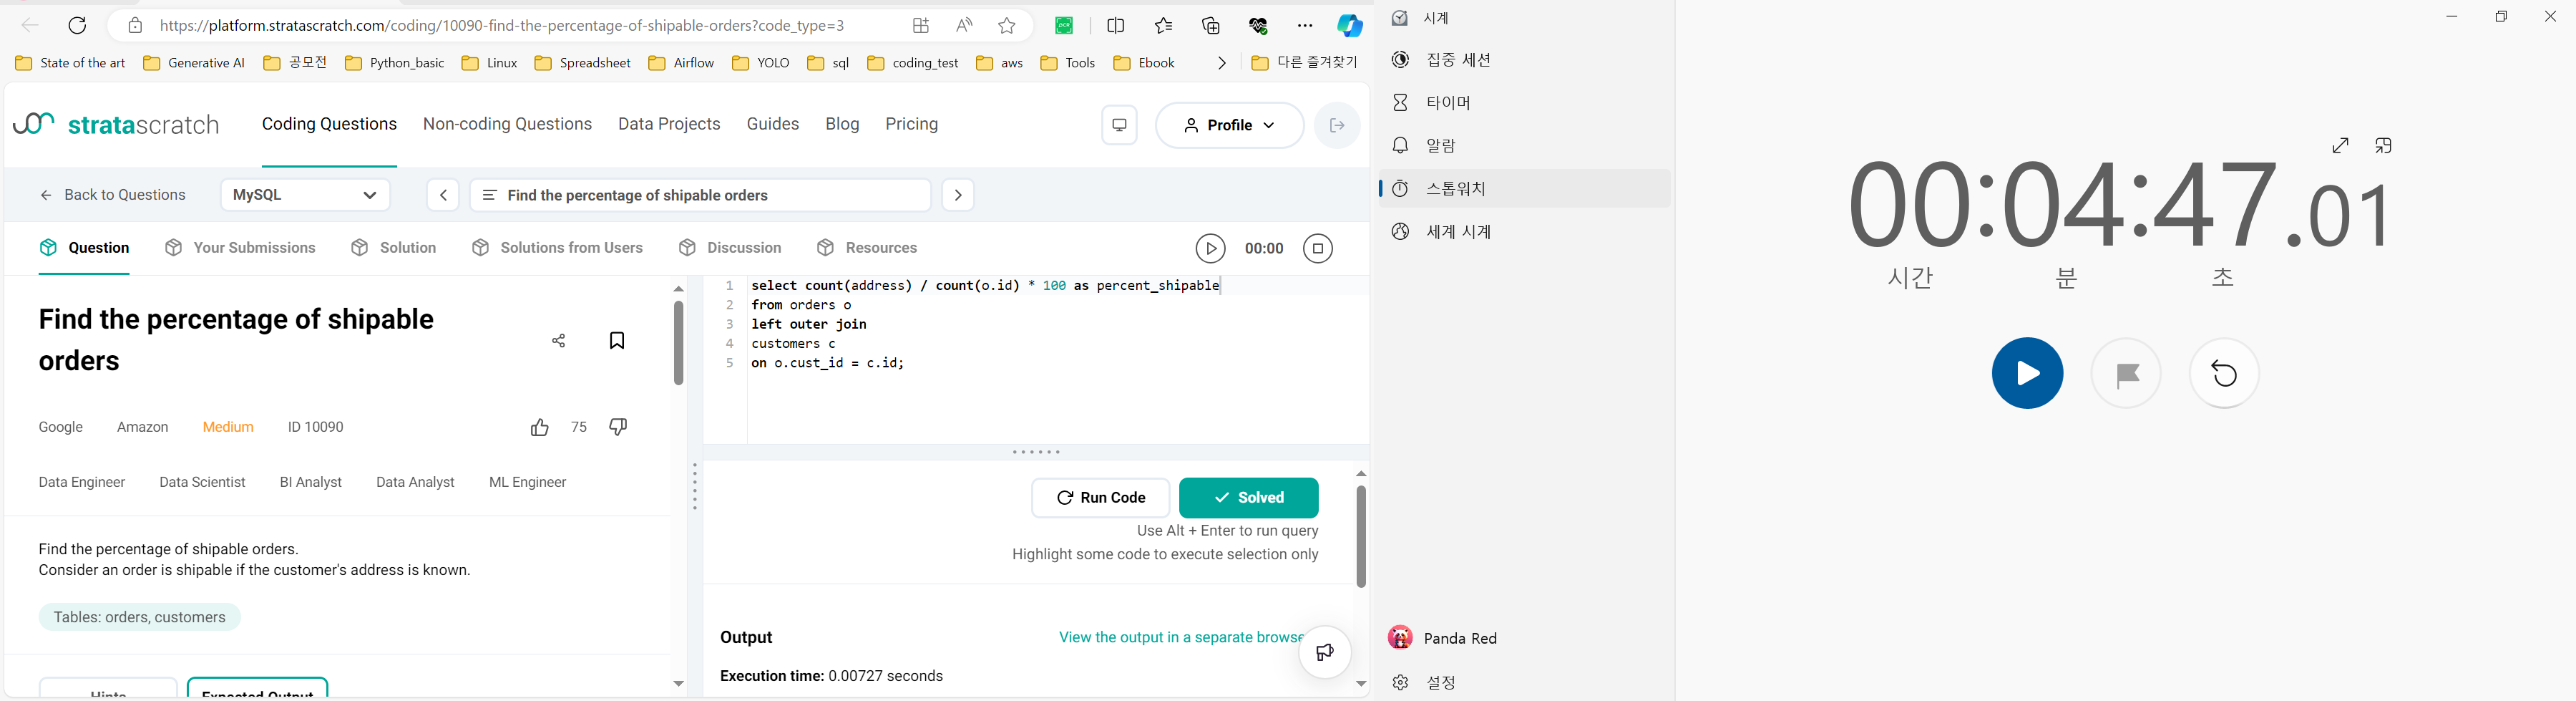 https://platform.stratascratch.com/coding/10090-find-the-percentage-of-shipable-orders?code_type=3
State of the art
Generative AI
공모전
Python_basic
Linux
Spreadsheet
Airflow
YOLO
sql
coding_test
aws
Tools
Ebook
다른 즐겨찾기
stratascratch
Coding Questions
Non-coding Questions
Data Projects
Guides
Blog
Pricing
Profile
Back to Questions
MySQL
Find the percentage of shipable orders
Question
Your Submissions
Solution
Solutions from Users
Discussion
Resources
00:00
Find the percentage of shipable
orders
Google
Amazon
Medium
ID 10090
75
Data Engineer
Data Scientist
BI Analyst
Data Analyst
ML Engineer
Find the percentage of shipable orders.
Consider an order is shipable if the customer's address is known.
Tables: orders, customers
Hints
Expected Output
1 select count(address) / count(o.id) * 100 as percent_shipable
2 from orders o
3 left outer join
4 customers c
5 on o.cust_id = c.id;
Run Code
Solved
Use Alt + Enter to run query
Highlight some code to execute selection only
Output
View the output in a separate browse
Execution time: 0.00727 seconds
시계
집중 세션
타이머
알람
스톱워치
세계 시계
Panda Red
설정
00:04:47.01
시간
분
초